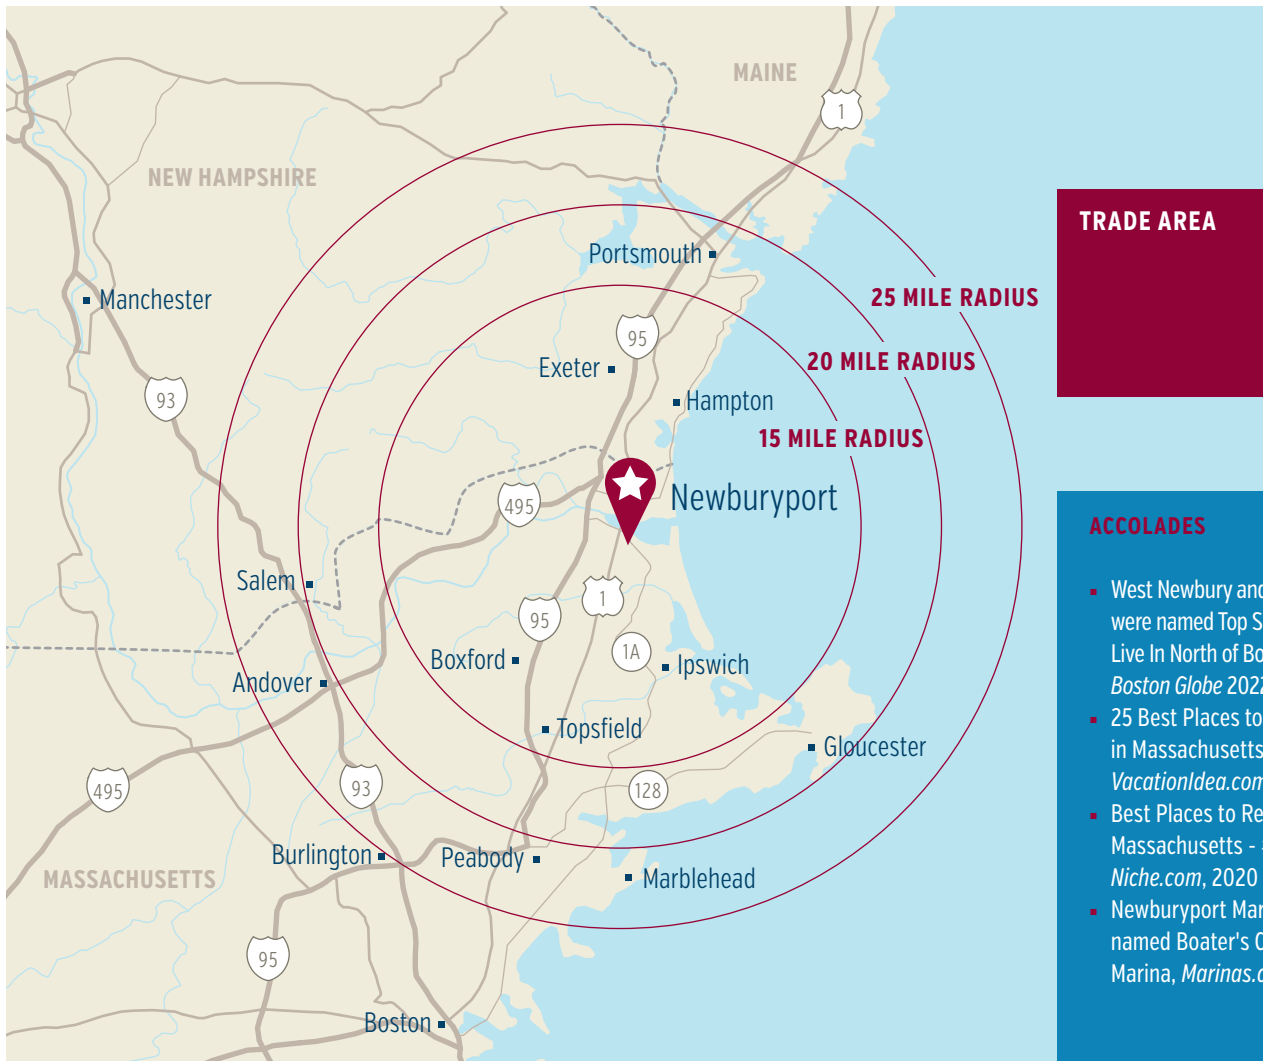 MAINE
1
NEW HAMPSHIRE
TRADE AREA
Portsmouth
Manchester
25 MILE RADIUS
95
20 MILE RADIUS
Exeter
93
Hampton
15 MILE RADIUS
495
Newburyport
ACCOLADES
Salem
1
95
1A
Boxford
Ipswich
Andover
Topsfield
Gloucester
495
93
128
Burlington
Peabody
MASSACHUSETTS
Marblehead
95
Boston
West Newbury and
were named Top S
Live In North of Bo
Boston Globe 2022
25 Best Places to
in Massachusetts
VacationIdea.com
Best Places to Re
Massachusetts -
Niche.com, 2020
Newburyport Mar
named Boater's
Marina, Marinas.